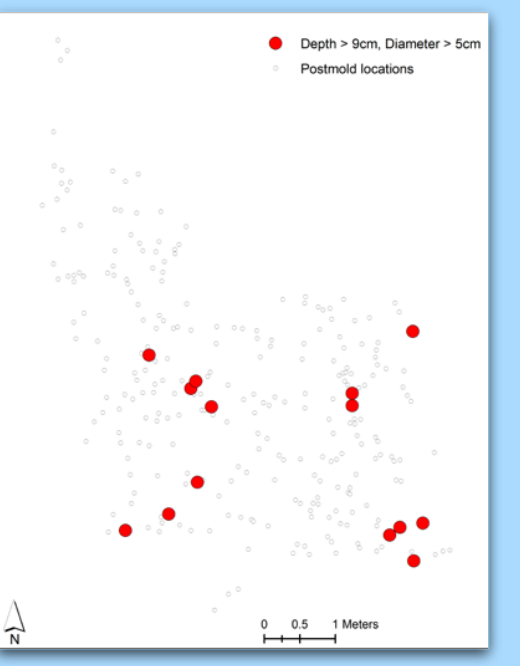 Depth > 9cm, Diameter > 5cm
Postmold locations
0 0.5 1 Meters
N